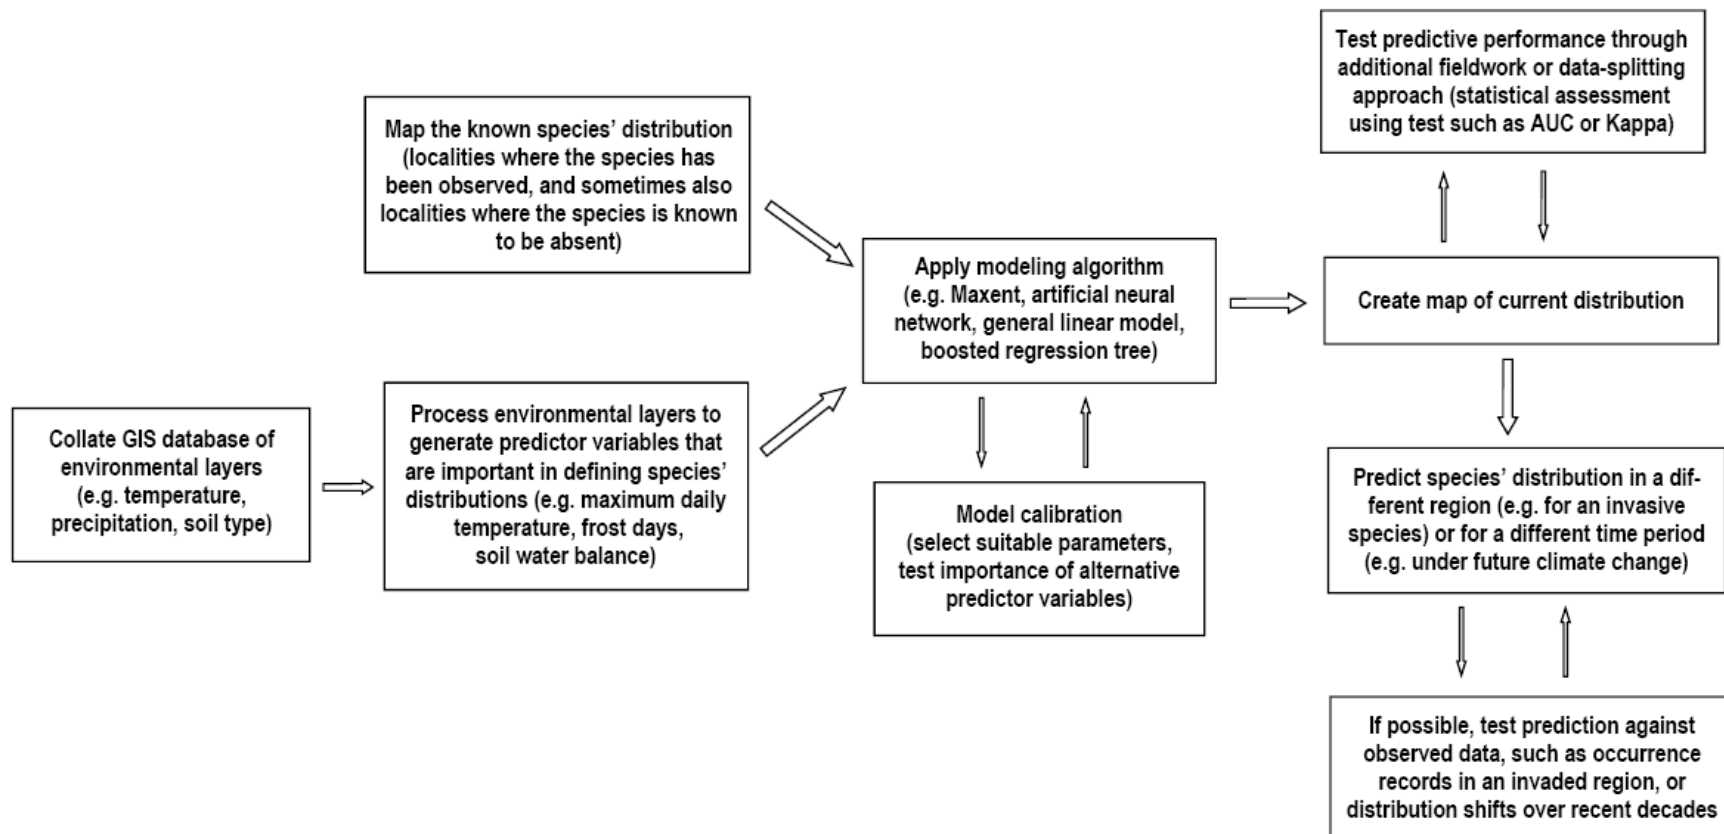 Map the known species’ distribution
(localities where the species has
been observed, and sometimes also
localities where the species is known
to be absent)
Collate GIS database of
environmental layers
(e.g. temperature,
precipitation, soil type)
Process environmental layers to
generate predictor variables that
are important in defining species’
distributions (e.g. maximum daily
temperature, frost days,
soil water balance)
Apply modeling algorithm
(e.g. Maxent, artificial neural
network, general linear model,
boosted regression tree)
Model calibration
(select suitable parameters,
test importance of alternative
predictor variables)
Test predictive performance through
additional fieldwork or data-splitting
approach (statistical assessment
using test such as AUC or Kappa)
Create map of current distribution
Predict species’ distribution in a dif-
ferent region (e.g. for an invasive
species) or for a different time period
(e.g. under future climate change)
If possible, test prediction against
observed data, such as occurrence
records in an invaded region, or
distribution shifts over recent decades